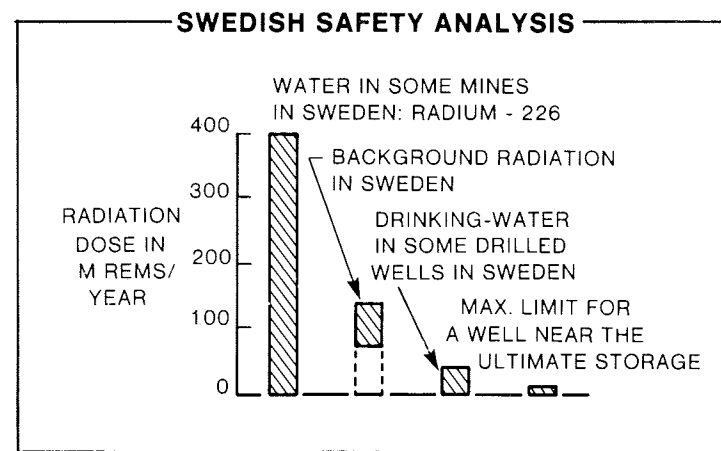 SWEDISH SAFETY ANALYSIS
WATER IN SOME MINES
IN SWEDEN: RADIUM - 226
400
BACKGROUND RADIATION
IN SWEDEN
300
RADIATION
DOSE IN
M REMS/
YEAR
DRINKING-WATER
IN SOME DRILLED
WELLS IN SWEDEN
200
MAX. LIMIT FOR
A WELL NEAR THE
ULTIMATE STORAGE
100
0